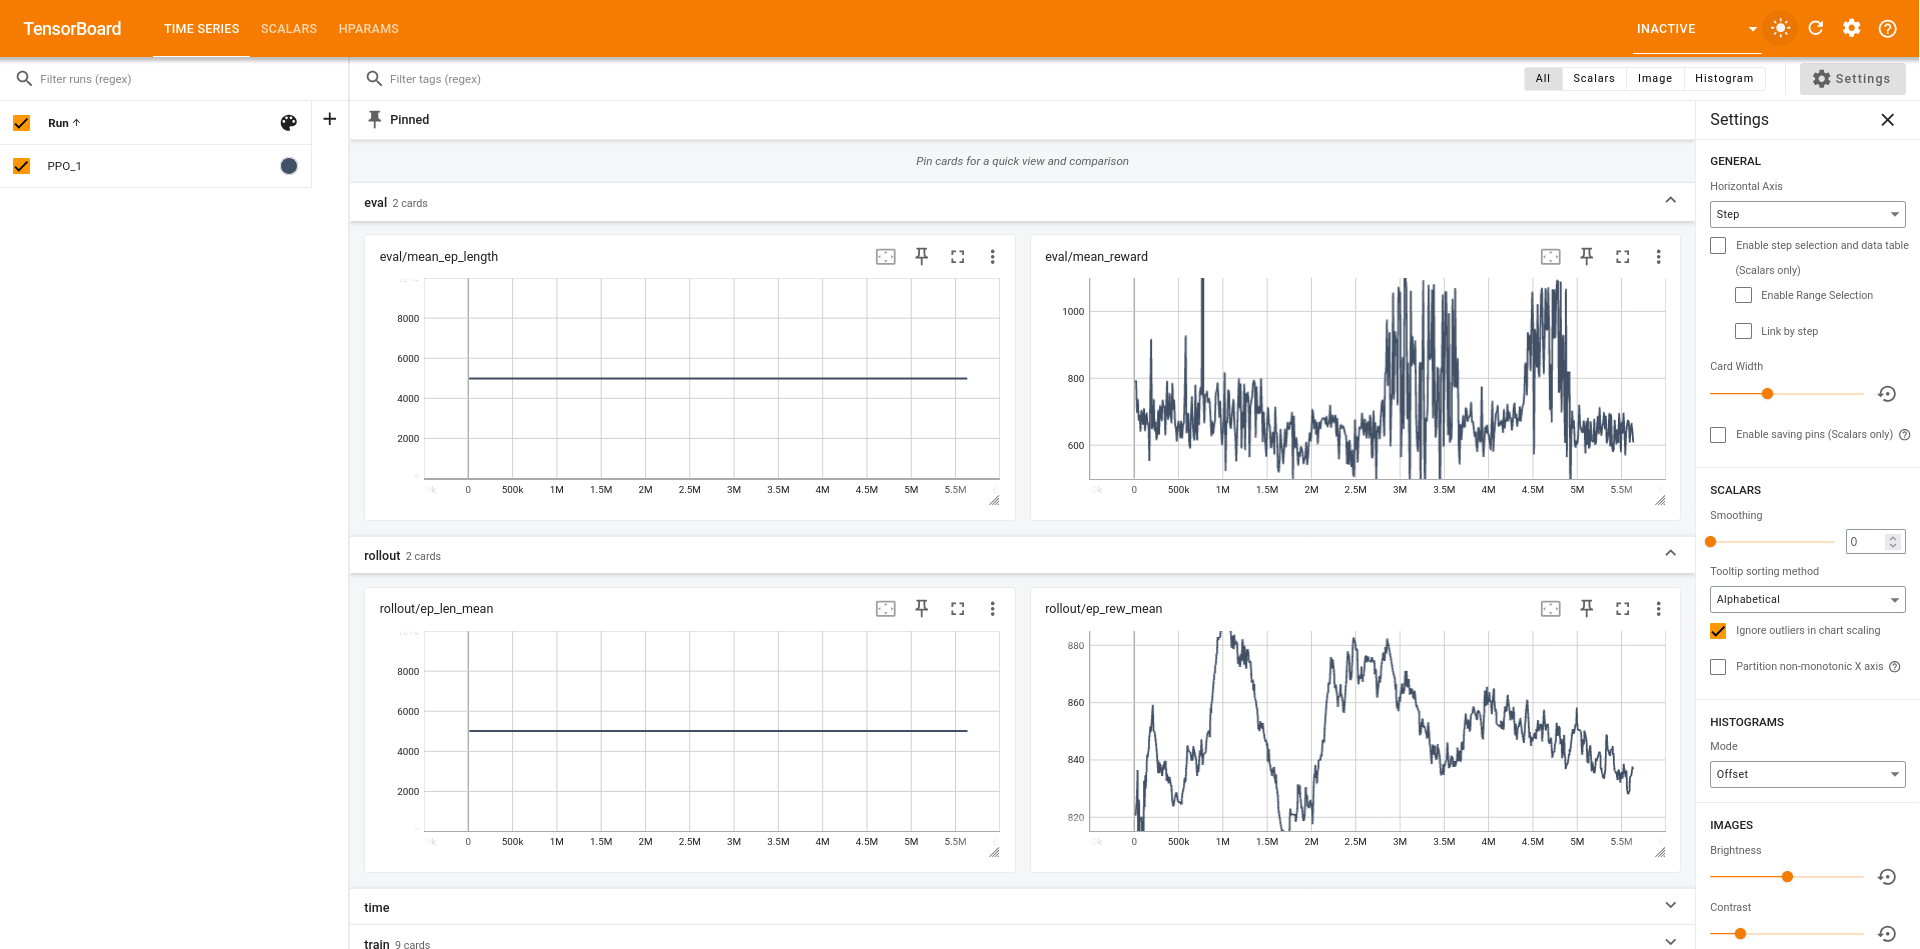 TensorBoard
TIME SERIES
SCALARS
HPARAMS
INACTIVE
Filter runs (regex)
Run
PPO_1
Filter tags (regex)
All
Scalars
Image
Histogram
Settings
Pinned
Pin cards for a quick view and comparison
eval 2 cards
eval/mean_ep_length
8000
6000
4000
2000
0 500k 1M 1.5M 2M 2.5M 3M 3.5M 4M 4.5M 5M 5.5M
eval/mean_reward
1000
800
600
0 500k 1M 1.5M 2M 2.5M 3M 3.5M 4M 4.5M 5M 5.5M
rollout 2 cards
rollout/ep_len_mean
8000
6000
4000
2000
0 500k 1M 1.5M 2M 2.5M 3M 3.5M 4M 4.5M 5M 5.5M
rollout/ep_rew_mean
880
860
840
820
0 500k 1M 1.5M 2M 2.5M 3M 3.5M 4M 4.5M 5M 5.5M
time
train 9 cards
Settings
GENERAL
Horizontal Axis
Step
Enable step selection and data table
(Scalars only)
Enable Range Selection
Link by step
Card Width
Enable saving pins (Scalars only)
SCALARS
Smoothing
0
Tooltip sorting method
Alphabetical
Ignore outliers in chart scaling
Partition non-monotonic X axis
HISTOGRAMS
Mode
Offset
IMAGES
Brightness
Contrast